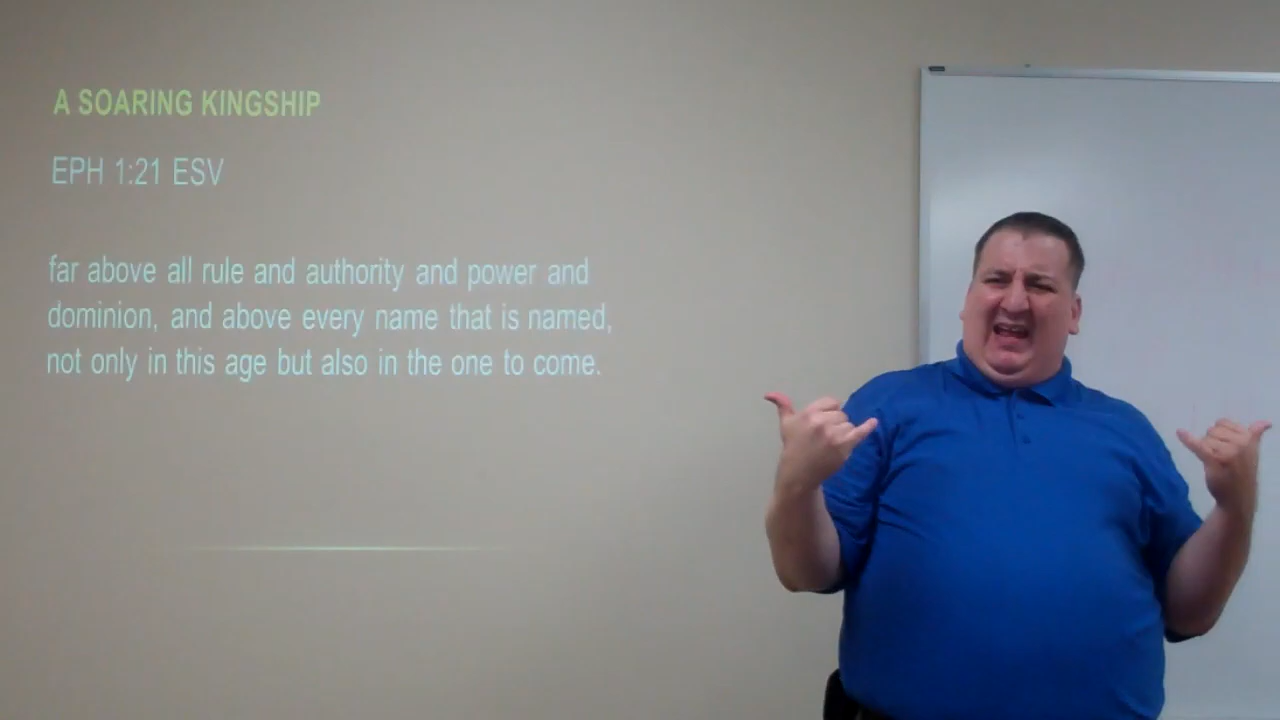 A SOARING KINGSHIP
EPH 1:21 ESV
far above all rule and authority and power and
dominion, and above every name that is named,
not only in this age but also in the one to come.